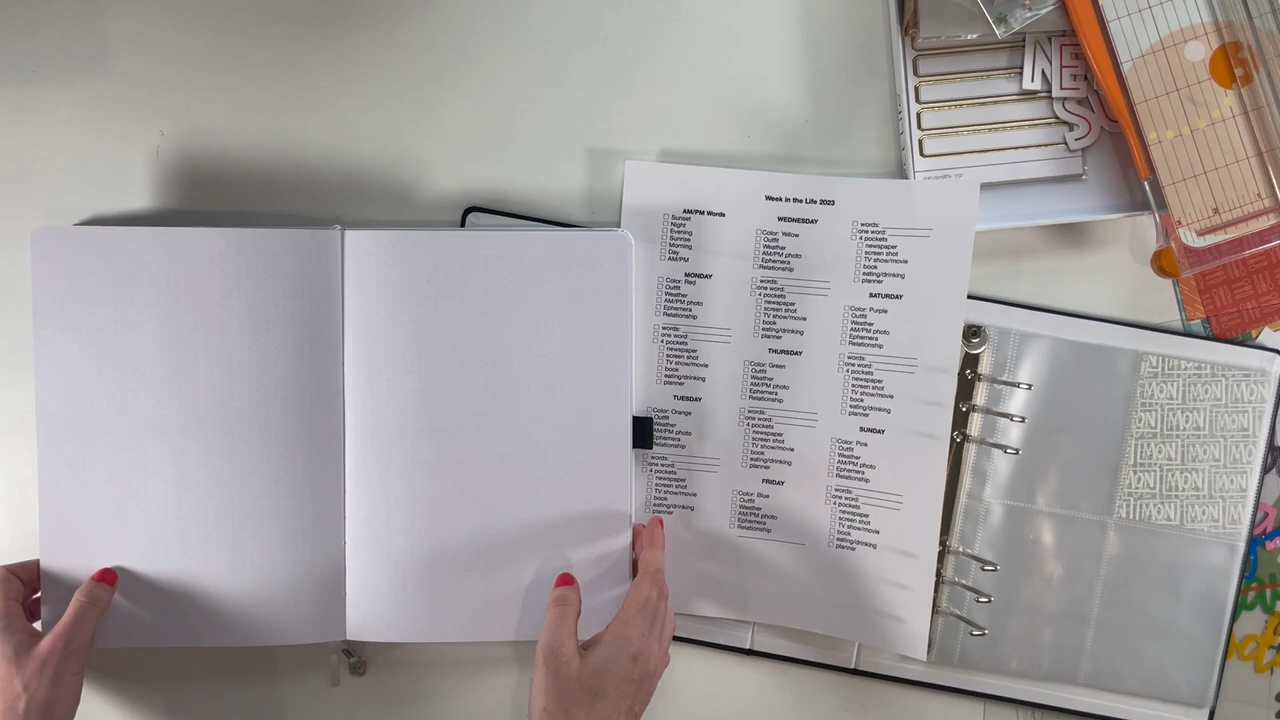 Week in the Life 2023
AM/PM Words
Sunset
Night
Evening
Sunrise
Morning
Day
AM/PM
MONDAY
Color: Red
Outfit
Weather
AM/PM photo
Ephemera
Relationship
words:
one word:
4 pockets
newspaper
screen shot
TV show/movie
book
eating/drinking
planner
TUESDAY
Color: Orange
Outfit
Weather
AM/PM photo
Ephemera
Relationship
words:
one word:
4 pockets
newspaper
screen shot
TV show/movie
book
eating/drinking
planner
WEDNESDAY
Color: Yellow
Outfit
Weather
AM/PM photo
Ephemera
Relationship
words:
one word:
4 pockets
newspaper
screen shot
TV show/movie
book
eating/drinking
planner
THURSDAY
Color: Green
Outfit
Weather
AM/PM photo
Ephemera
Relationship
words:
one word:
4 pockets
newspaper
screen shot
TV show/movie
book
eating/drinking
planner
FRIDAY
Color: Blue
Outfit
Weather
AM/PM photo
Ephemera
Relationship
words:
one word:
4 pockets
newspaper
screen shot
TV show/movie
book
eating/drinking
planner
SATURDAY
Color: Purple
Outfit
Weather
AM/PM photo
Ephemera
Relationship
words:
one word:
4 pockets
newspaper
screen shot
TV show/movie
book
eating/drinking
planner
SUNDAY
Color: Pink
Outfit
Weather
AM/PM photo
Ephemera
Relationship
words:
one word:
4 pockets
newspaper
screen shot
TV show/movie
book
eating/drinking
planner
MON MON
MON MON MON
MON MON
MON MON MON
MON MON
MON MON MON